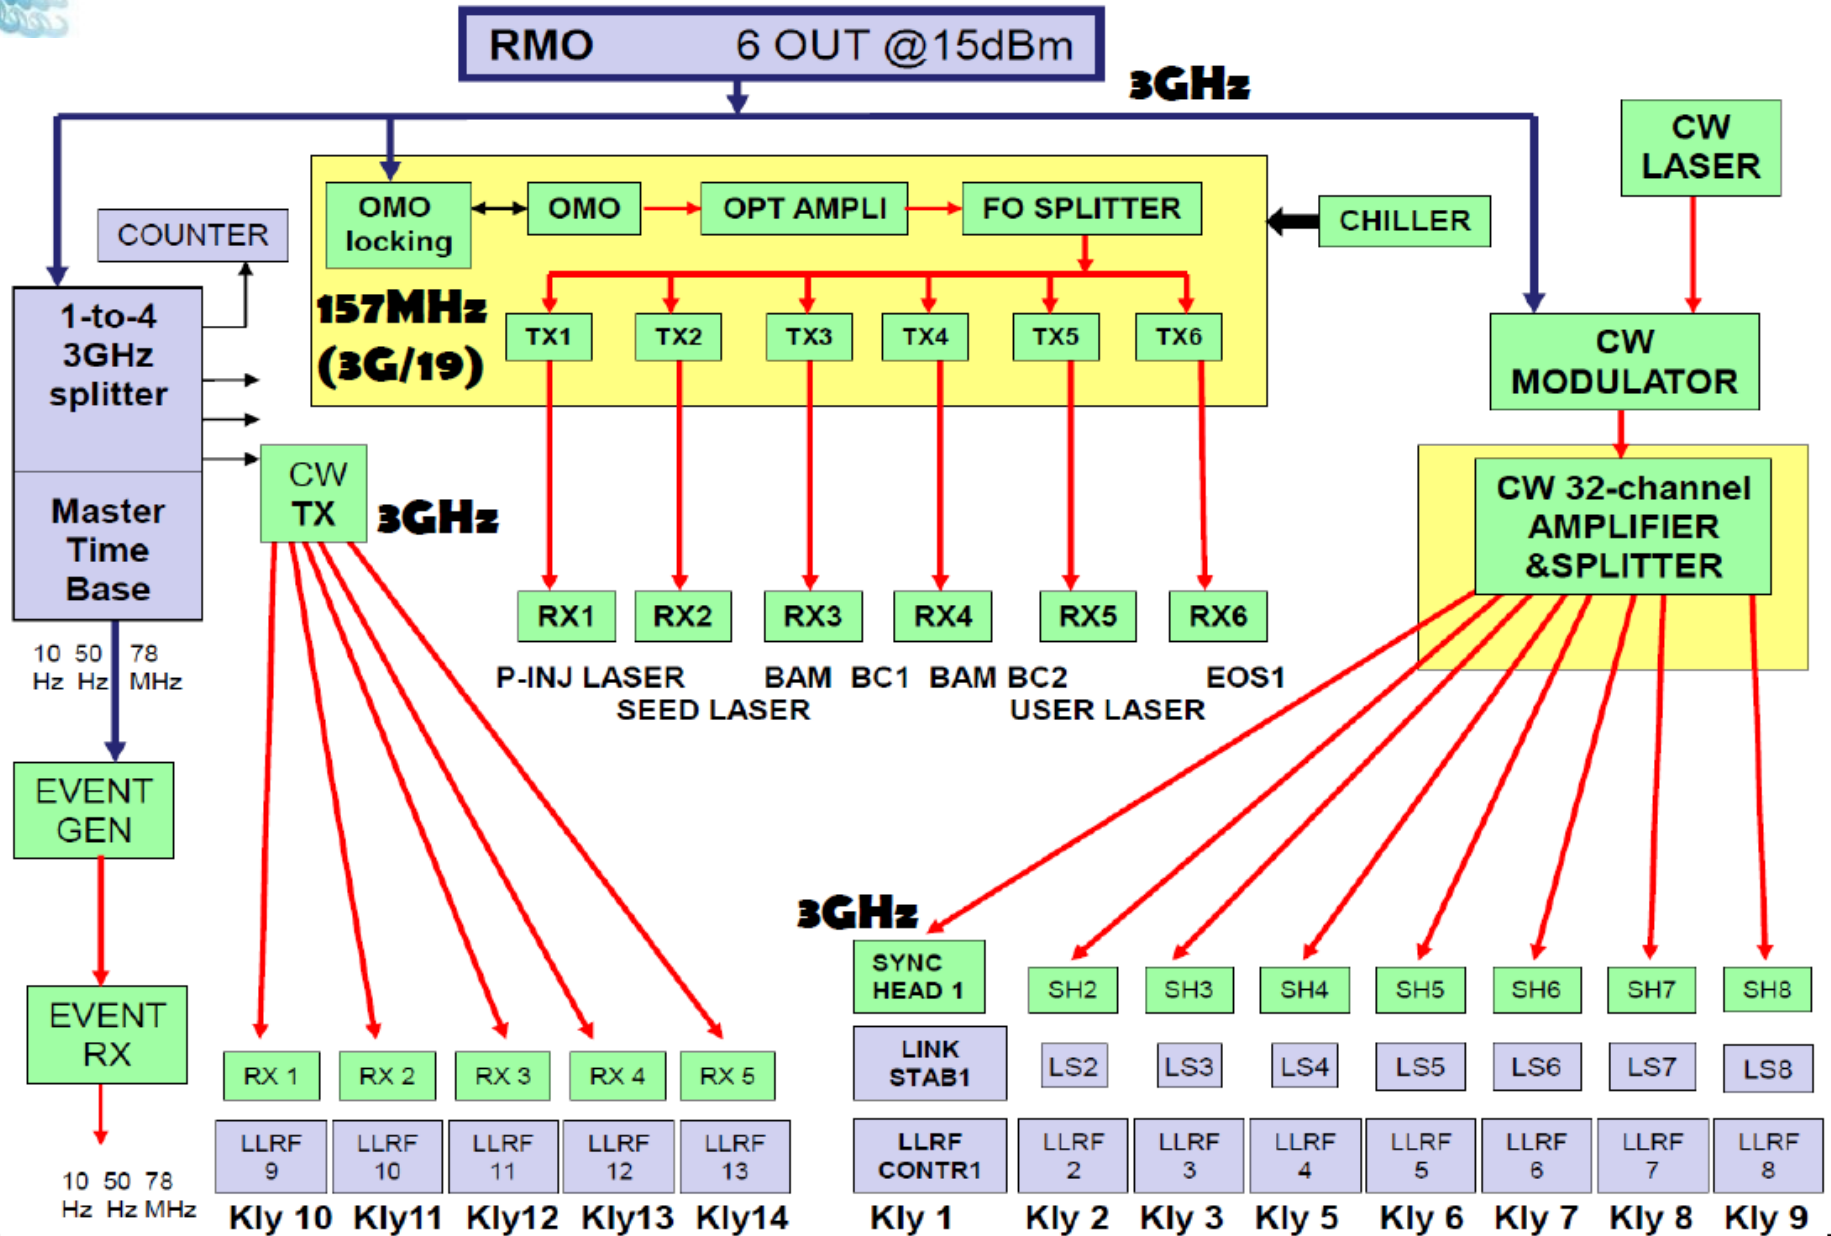 RMO 6 OUT @15dBm
3GHz
CW
LASER
OMO
locking
OMO
OPT AMPLI
FO SPLITTER
CHILLER
COUNTER
157MHz
(3G/19)
TX1
TX2
TX3
TX4
TX5
TX6
1-to-4
3GHz
splitter
CW
MODULATOR
CW
TX
3GHz
Master
Time
Base
CW 32-channel
AMPLIFIER
&SPLITTER
RX1
RX2
RX3
RX4
RX5
RX6
10 50 78
Hz Hz MHz
P-INJ LASER
BAM BC1
BAM BC2
EOS1
SEED LASER
USER LASER
EVENT
GEN
3GHz
EVENT
RX
SYNC
HEAD 1
SH2
SH3
SH4
SH5
SH6
SH7
SH8
RX 1
RX 2
RX 3
RX 4
RX 5
LINK
STAB1
LS2
LS3
LS4
LS5
LS6
LS7
LS8
LLRF
9
LLRF
10
LLRF
11
LLRF
12
LLRF
13
LLRF
CONTR1
LLRF
2
LLRF
3
LLRF
4
LLRF
5
LLRF
6
LLRF
7
LLRF
8
10 50 78
Hz Hz MHz
Kly 10
Kly11
Kly12
Kly13
Kly14
Kly 1
Kly 2
Kly 3
Kly 5
Kly 6
Kly 7
Kly 8
Kly 9